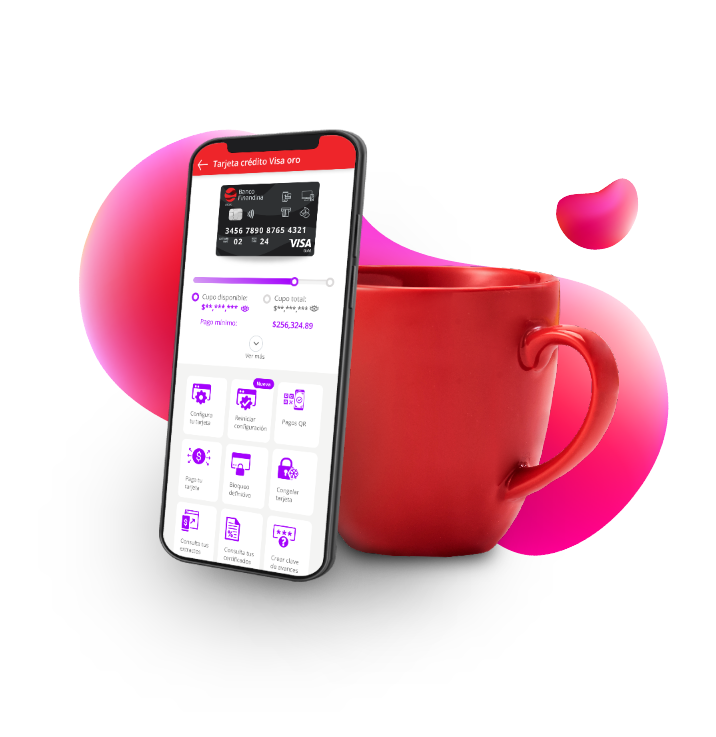 Tarjeta crédito Visa oro
Banco
Finandina
3456 7890 8765 4321
02 24
VISA
Cupo disponible:
$**,***,***
Cupo total:
$**,***,***
Pago mínimo:
$256,324.89
Ver más
Configura
tu tarjeta
Nuevo
Reiniciar
configuración
Pagos QR
Paga tu
tarjeta
Bloqueo
definitivo
Congelar
tarjeta
Consulta tus
extractos
Consulta tus
certificados
Crear clave
de avances